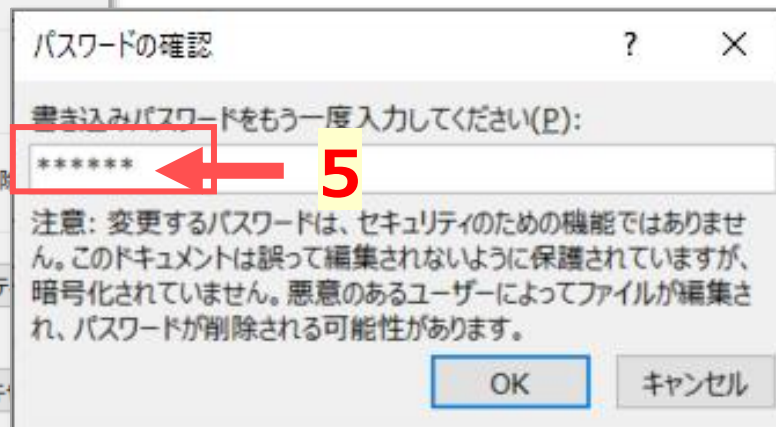 パスワードの確認 ? ×
書き込みパスワードをもう一度入力してください(P):
****** 5
注意: 変更するパスワードは、セキュリティのための機能ではありませ
ん。このドキュメントは誤って編集されないように保護されていますが、
暗号化されていません。悪意のあるユーザーによってファイルが編集さ
れ、パスワードが削除される可能性があります。
OK キャンセル